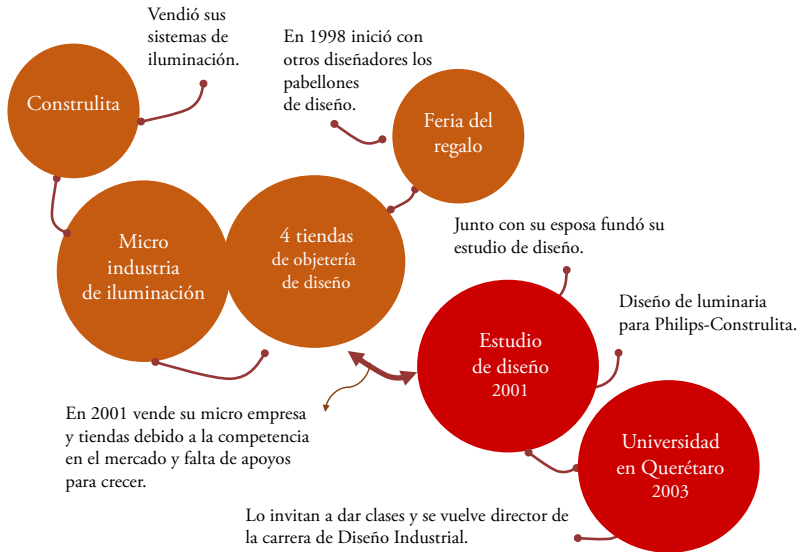 Vendió sus
sistemas de
iluminación.
Construlita
En 1998 inició con
otros diseñadores los
pabellones
de diseño.
Feria del
regalo
Micro
industria
de iluminación
4 tiendas
de objetería
de diseño
Junto con su esposa fundó su
estudio de diseño.
Diseño de luminaria
para Philips-Construlita.
Estudio
de diseño
2001
En 2001 vende su micro empresa
y tiendas debido a la competencia
en el mercado y falta de apoyos
para crecer.
Universidad
en Querétaro
2003
Lo invitan a dar clases y se vuelve director de
la carrera de Diseño Industrial.